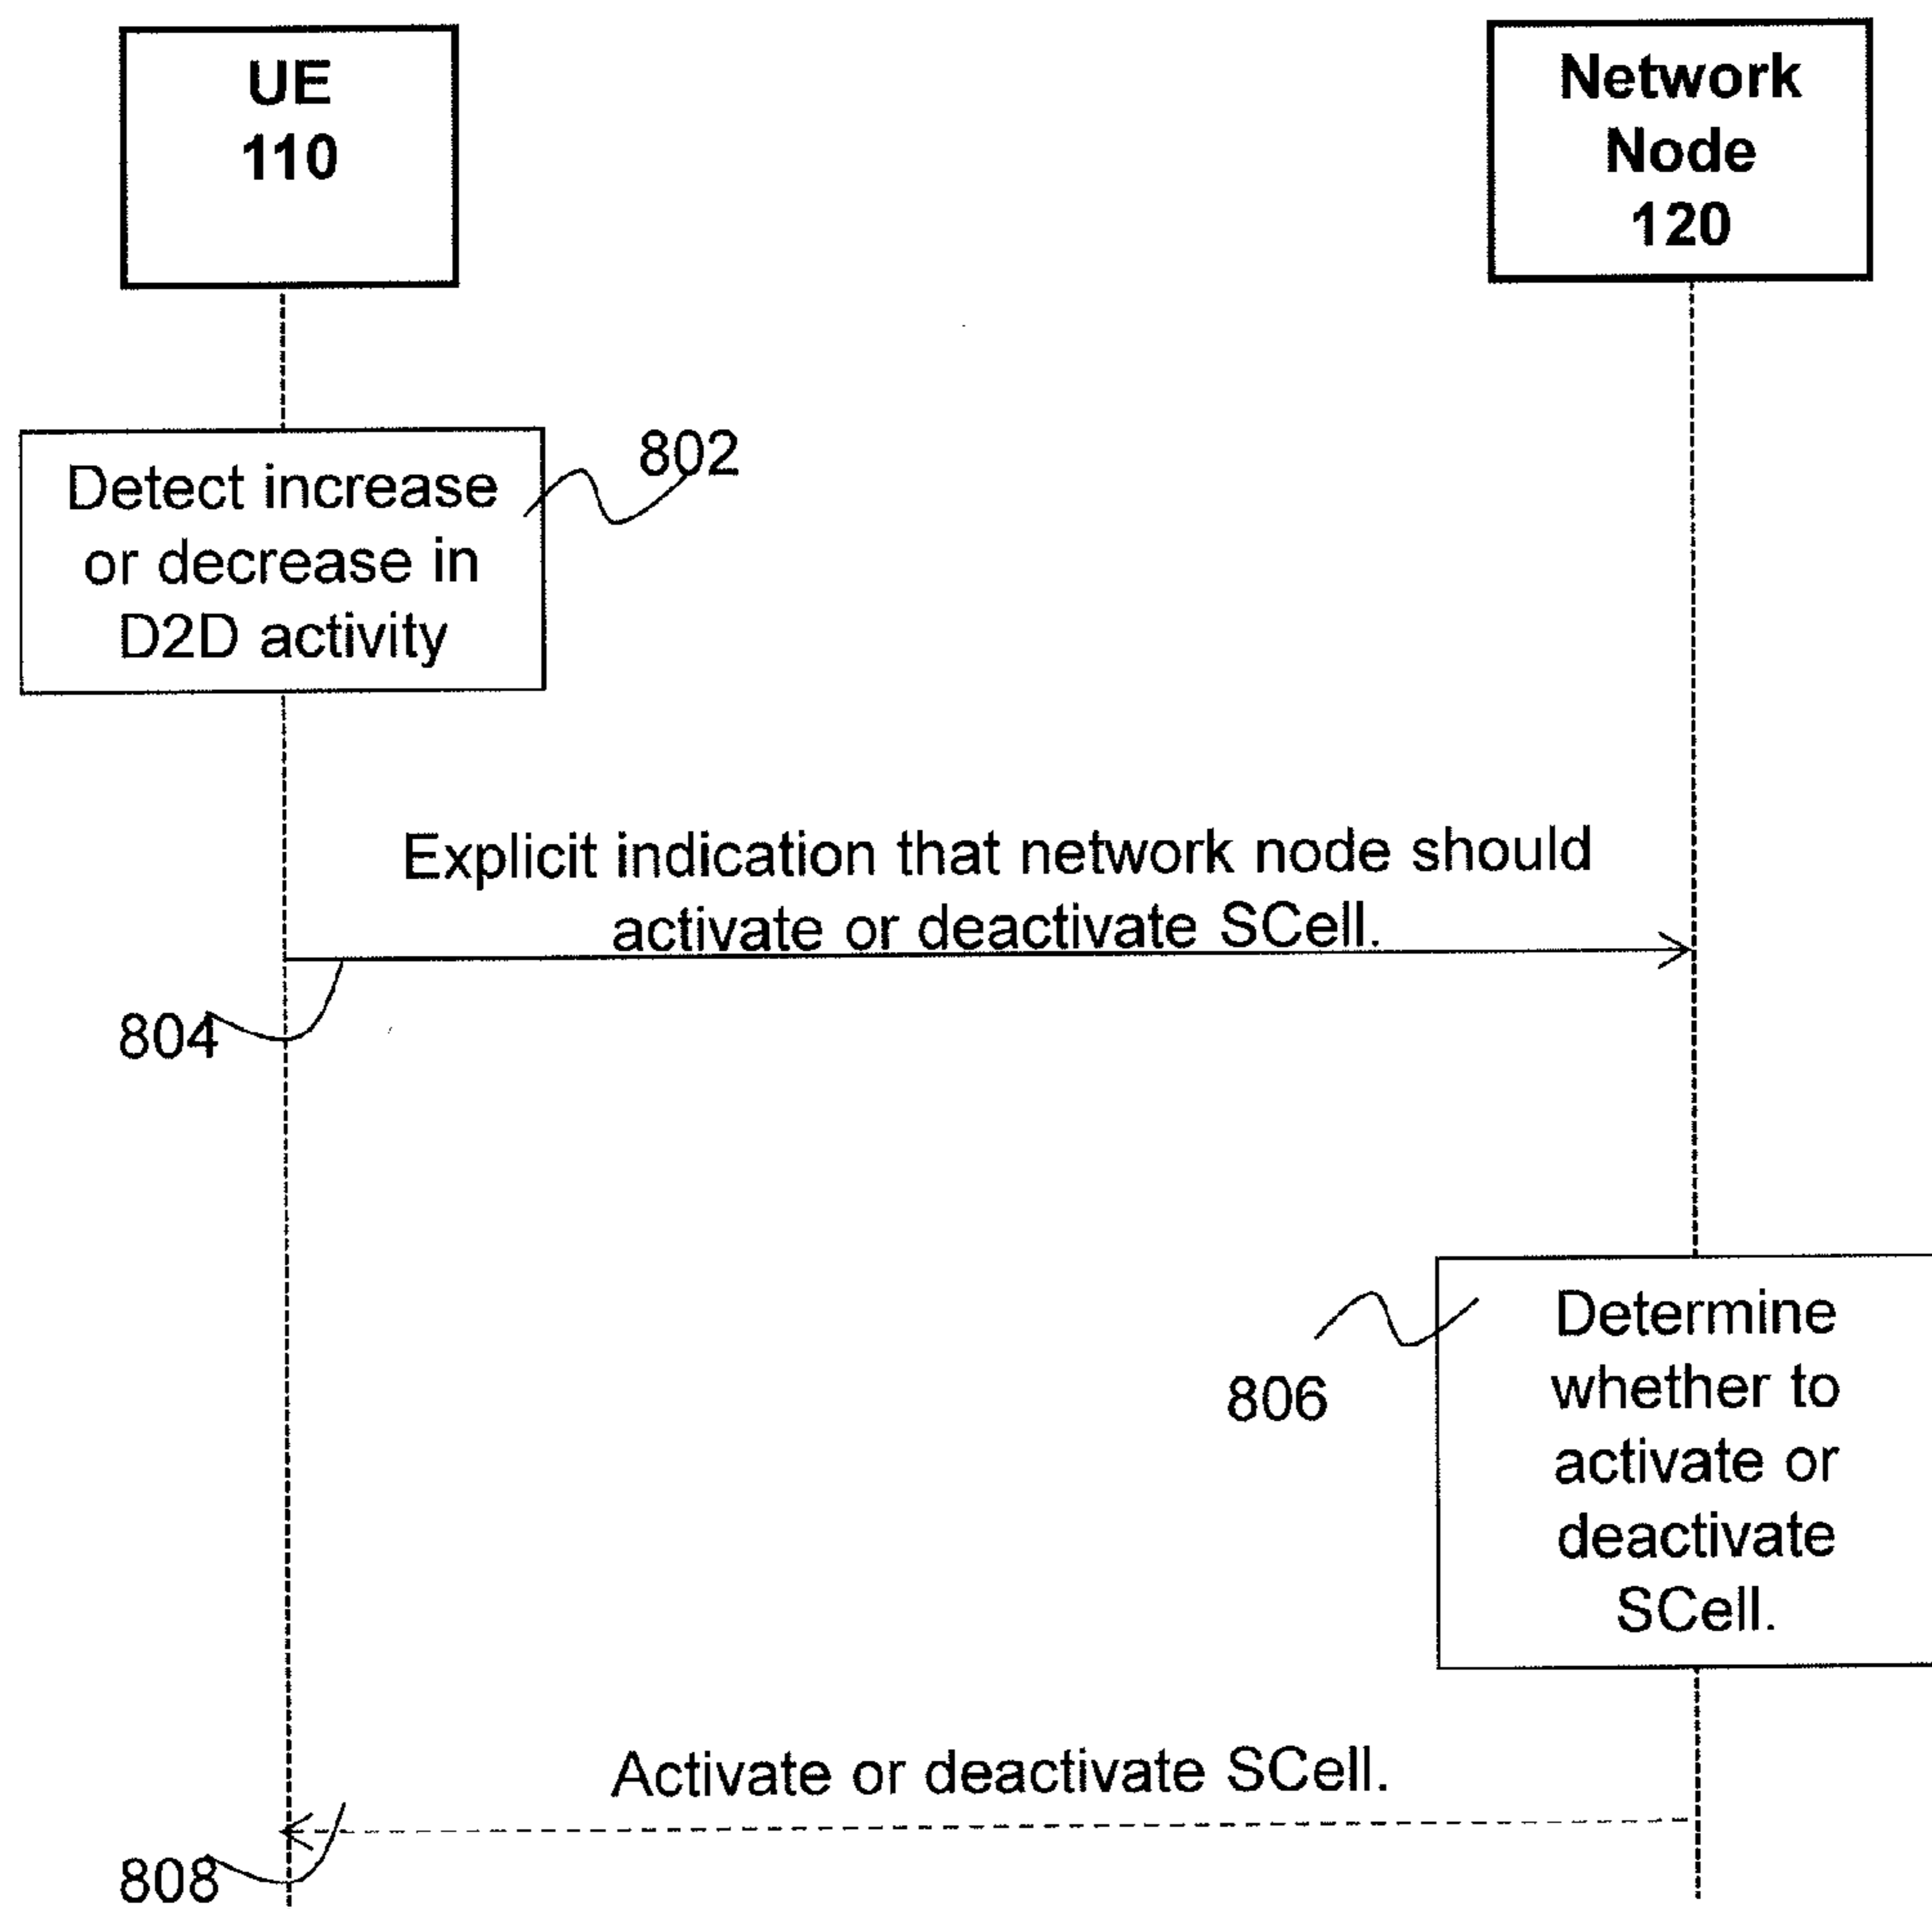 UE
110
Network
Node
120
Detect increase
or decrease in
D2D activity
802
Explicit indication that network node should
activate or deactivate SCell.
804
Determine
whether to
activate or
deactivate
SCell.
806
Activate or deactivate SCell.
808